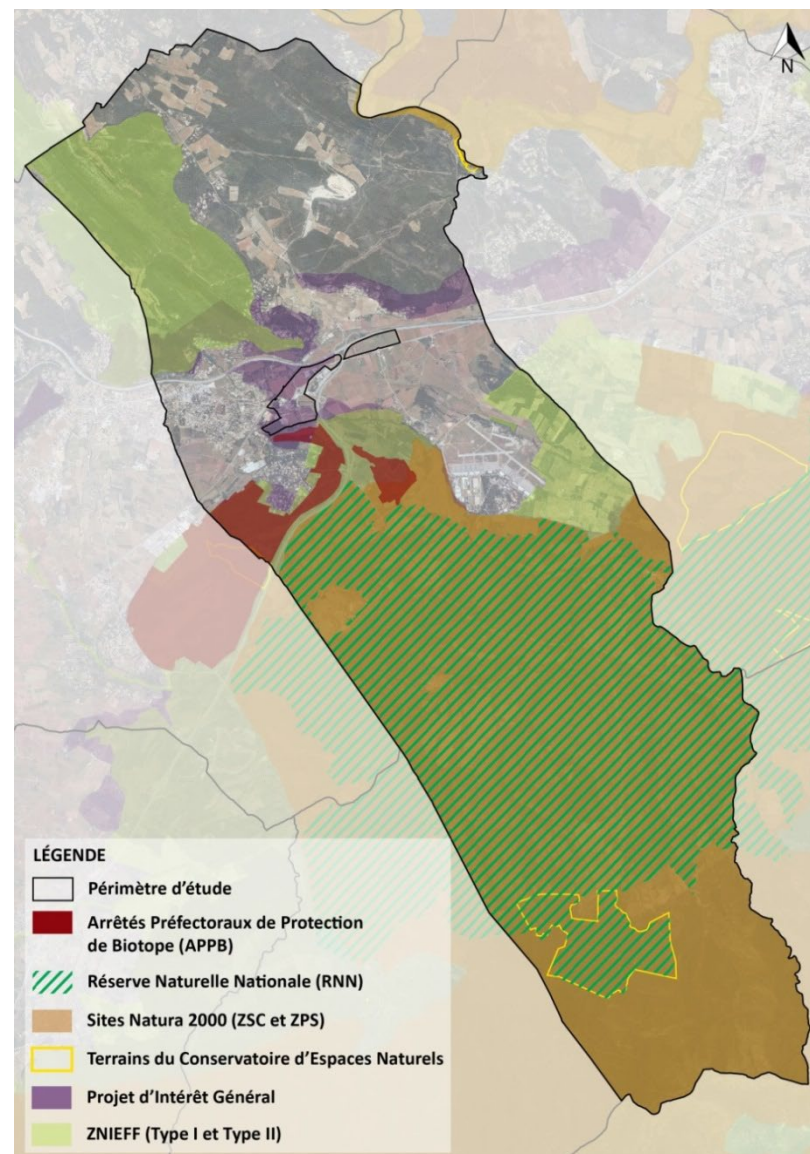 N
LÉGENDE
Périmètre d'étude
Arrêtés Préfectoraux de Protection
de Biotope (APPB)
Réserve Naturelle Nationale (RNN)
Sites Natura 2000 (ZSC et ZPS)
Terrains du Conservatoire d'Espaces Naturels
Projet d'Intérêt Général
ZNIEFF (Type I et Type II)